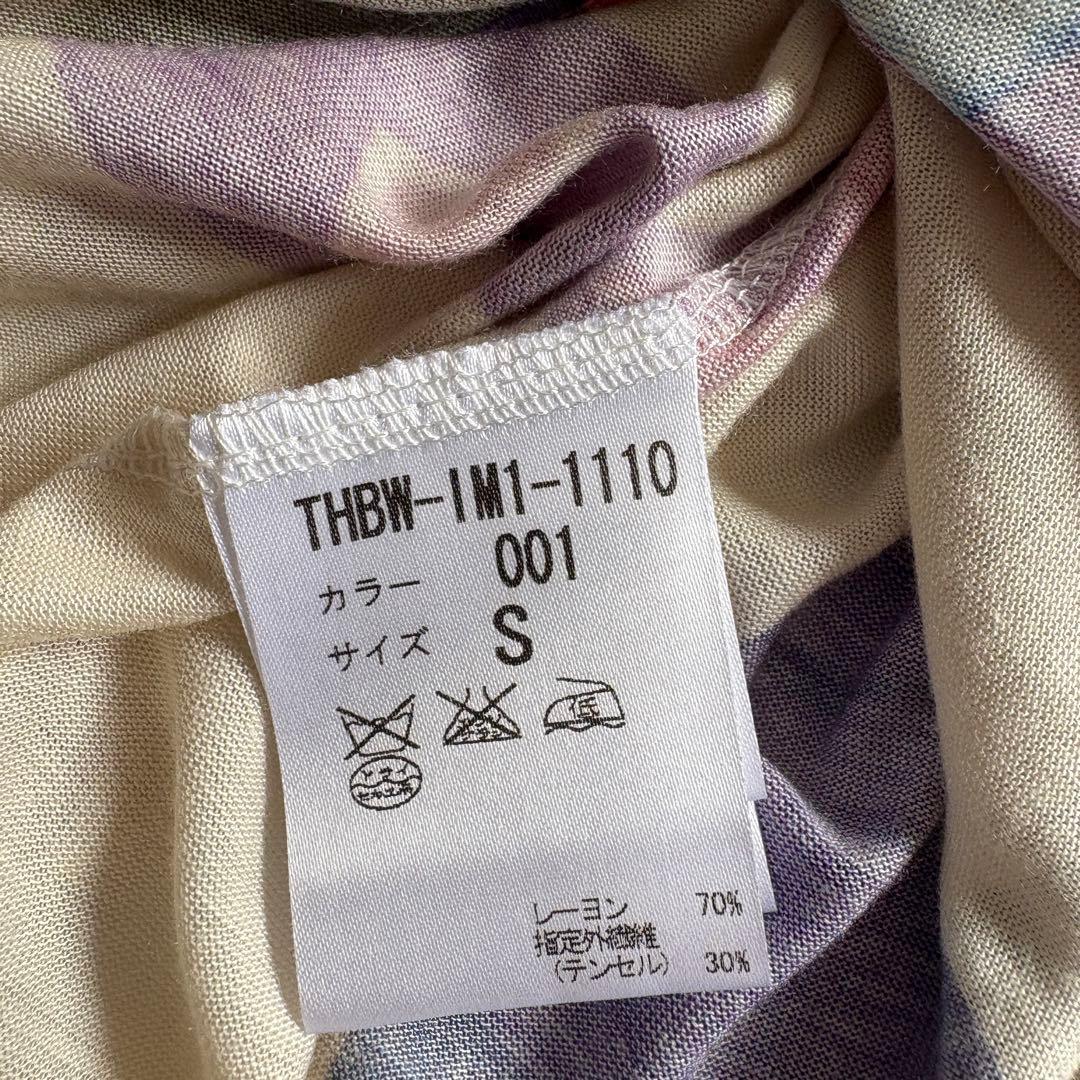 THBW-IM1-1110
カラー 001
サイズ S
レーヨン 70%
指定外繊維
(テンセル) 30%